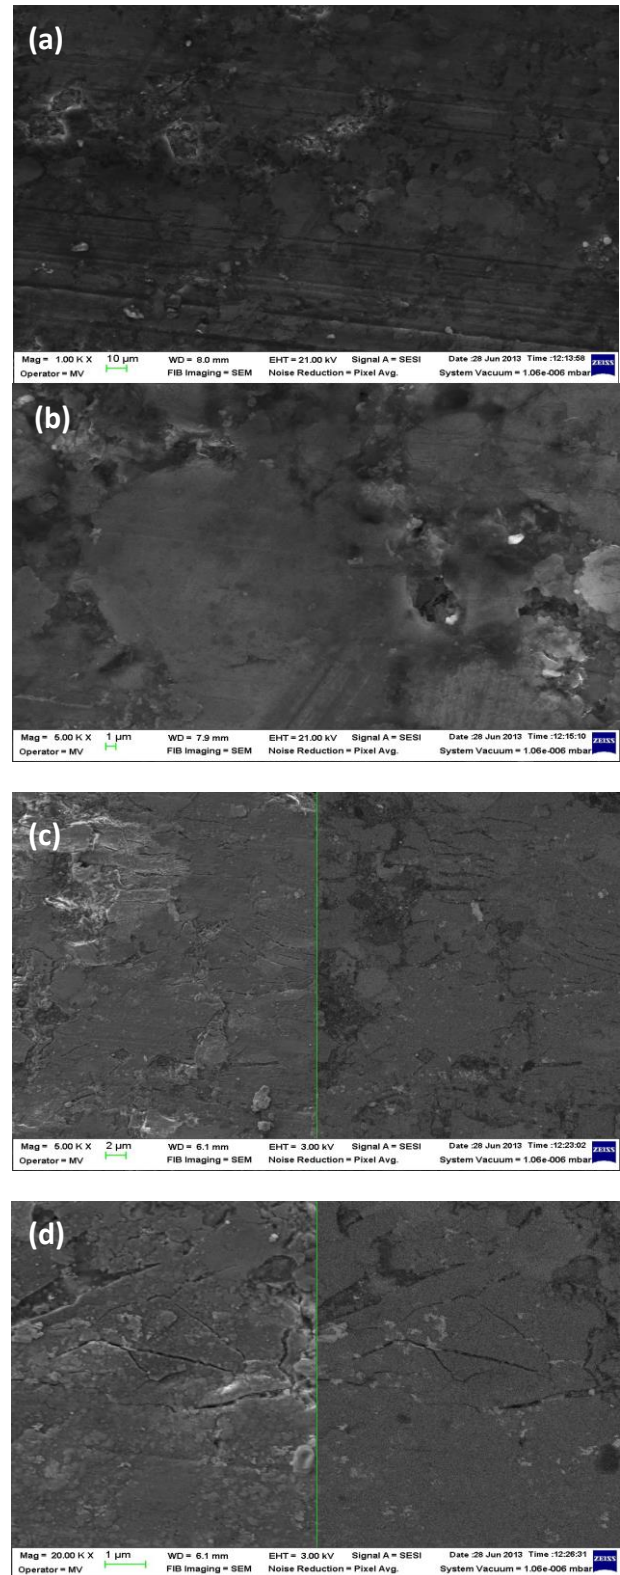 (a)
Mag = 1.00 K X 10 µm WD = 8.0 mm EHT = 21.00 kV Signal A = SESI Date :28 Jun 2013 Time :12:13:58 ZEISS
Operator = MV FIB Imaging = SEM Noise Reduction = Pixel Avg. System Vacuum = 1.06e-006 mbar
(b)
Mag = 5.00 K X 1 µm WD = 7.9 mm EHT = 21.00 kV Signal A = SESI Date :28 Jun 2013 Time :12:15:10 ZEISS
Operator = MV FIB Imaging = SEM Noise Reduction = Pixel Avg. System Vacuum = 1.06e-006 mbar
(c)
Mag = 5.00 K X 2 µm WD = 6.1 mm EHT = 3.00 kV Signal A = SESI Date :28 Jun 2013 Time :12:23:02 ZEISS
Operator = MV FIB Imaging = SEM Noise Reduction = Pixel Avg. System Vacuum = 1.06e-006 mbar
(d)
Mag = 20.00 K X 1 µm WD = 6.1 mm EHT = 3.00 kV Signal A = SESI Date :28 Jun 2013 Time :12:26:31 ZEISS
Operator = MV FIB Imaging = SEM Noise Reduction = Pixel Avg. System Vacuum = 1.06e-006 mbar